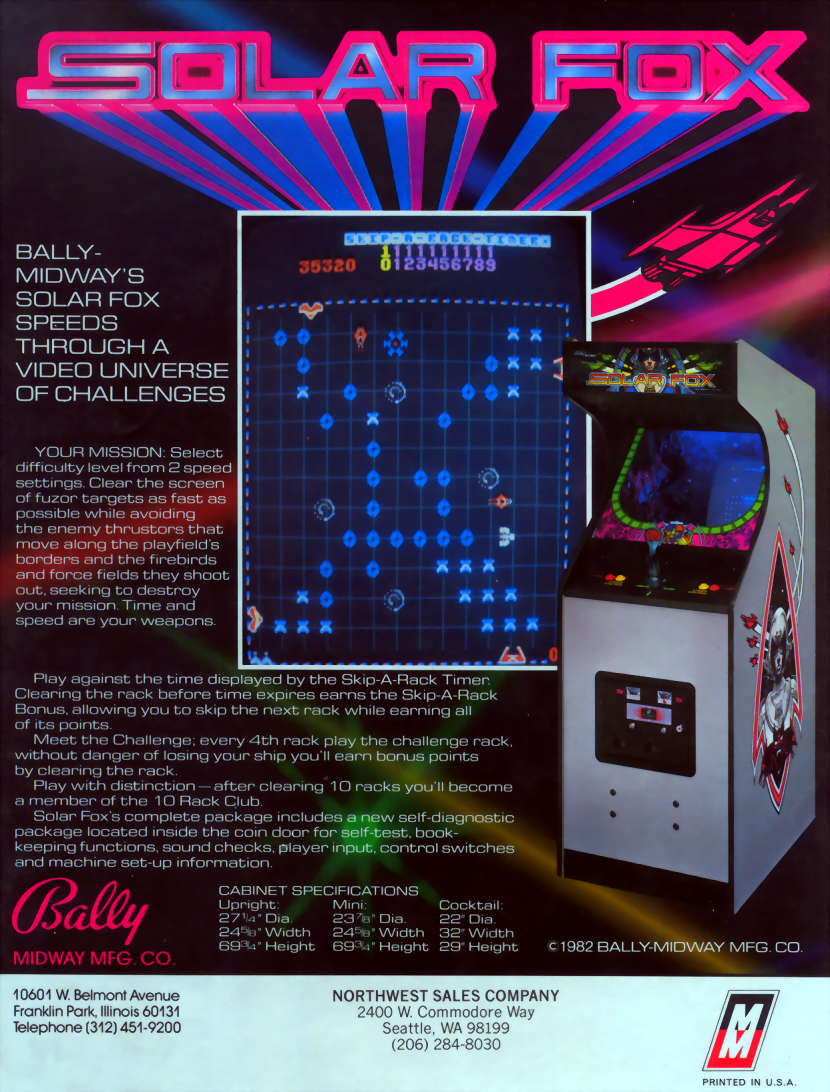 SOLAR FOX
SKIP-A-RACK-TIMER
1111111111
35320 0123456789
BALLY-
MIDWAY'S
SOLAR FOX
SPEEDS
THROUGH A
VIDEO UNIVERSE
OF CHALLENGES
SOLAR FOX
YOUR MISSION: Select
difficulty level from 2 speed
settings. Clear the screen
of fuzor targets as fast as
possible while avoiding
the enemy thrustors that
move along the playfield's
borders and the firebirds
and force fields they shoot
out, seeking to destroy
your mission. Time and
speed are your weapons.
0
Play against the time displayed by the Skip-A-Rack Timer.
Clearing the rack before time expires earns the Skip-A-Rack
Bonus, allowing you to skip the next rack while earning all
of its points.
Meet the Challenge; every 4th rack play the challenge rack,
without danger of losing your ship you'll earn bonus points
by clearing the rack.
Play with distinction — after clearing 10 racks you'll become
a member of the 10 Rack Club.
Solar Fox's complete package includes a new self-diagnostic
package located inside the coin door for self-test, book-
keeping functions, sound checks, player input, control switches
and machine set-up information.
Bally
MIDWAY MFG. CO.
CABINET SPECIFICATIONS
Upright: Mini: Cocktail:
27¼" Dia. 23⅞" Dia. 22" Dia.
24⅝" Width 24⅝" Width 32" Width
69¾" Height 69¾" Height 29" Height
©1982 BALLY-MIDWAY MFG. CO.
10601 W. Belmont Avenue
Franklin Park, Illinois 60131
Telephone (312) 451-9200
NORTHWEST SALES COMPANY
2400 W. Commodore Way
Seattle, WA 98199
(206) 284-8030
MM
PRINTED IN U.S.A.